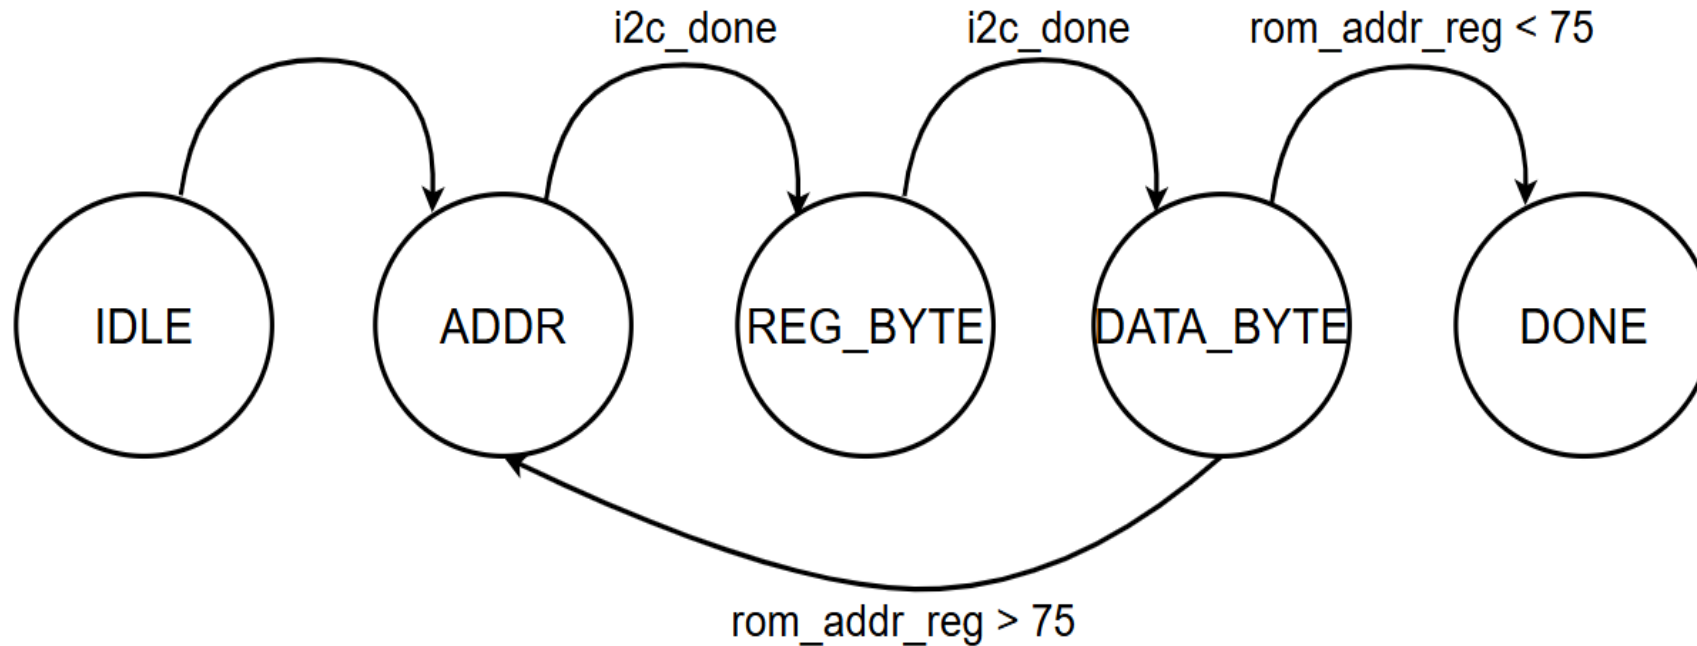 i2c_done
i2c_done
rom_addr_reg < 75
IDLE
ADDR
REG_BYTE
DATA_BYTE
DONE
rom_addr_reg > 75